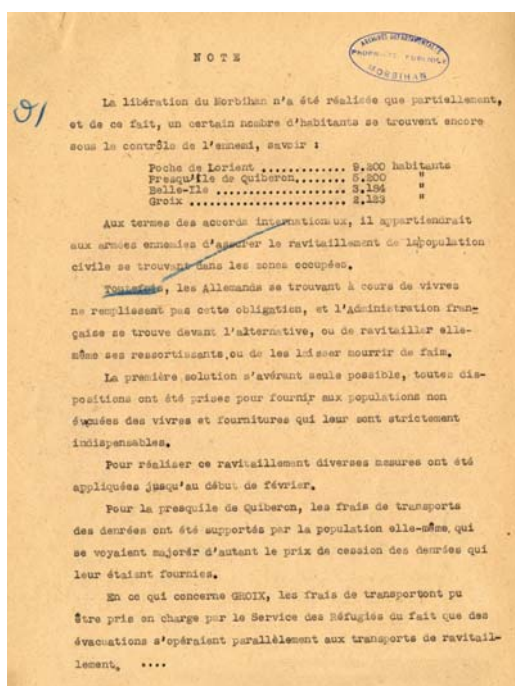 NOTE
ARCHIVES DEPARTEMENTALES
PROPRIETE PUBLIQUE
MORBIHAN
La libération du Morbihan n'a été réalisée que partiellement,
et de ce fait, un certain nombre d'habitants se trouvent encore
sous le contrôle de l'ennemi, savoir :
Poche de Lorient ............. 9.200 habitants
Presqu'île de Quiberon........ 5.200 "
Belle-Ile .................... 3.184 "
Groix ........................ 2.123 "
Aux termes des accords internationaux, il appartiendrait
aux armées ennemies d'assurer le ravitaillement de la population
civile se trouvant dans les zones occupées.
Toutefois, les Allemands se trouvant à cours de vivres
ne remplissent pas cette obligation, et l'Administration fran-
çaise se trouve devant l'alternative, ou de ravitailler elle-
même ses ressortissants ou de les laisser mourrir de faim.
La première solution s'avérant seule possible, toutes dis-
positions ont été prises pour fournir aux populations non
évacuées des vivres et fournitures qui leur sont strictement
indispensables.
Pour réaliser ce ravitaillement diverses mesures ont été
appliquées jusqu'au début de février.
Pour la presquile de Quiberon, les frais de transports
des denrées ont été supportés par la population elle-même qui
se voyaient majorér d'autant le prix de cession des denrées qui
leur étaient fournies.
En ce qui concerne GROIX, les frais de transportont pu
être pris en charge par le Service des Réfugiés du fait que des
évacuations s'opéraient parallèlement aux transports de ravitail-
lement. ....